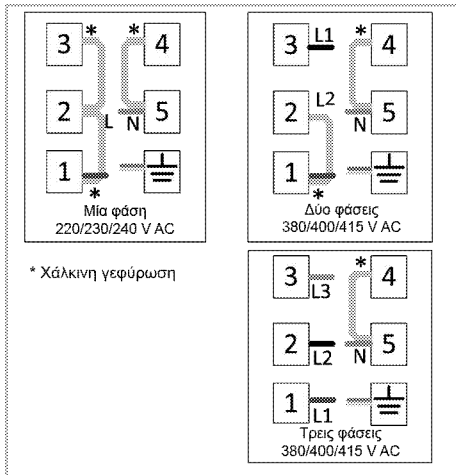 3 * * 4
2 L N 5
1 *
Μία φάση
220/230/240 V AC
3 L1 * 4
2 L2 N 5
1 *
Δύο φάσεις
380/400/415 V AC
* Χάλκινη γεφύρωση
3 L3 * 4
2 L2 N 5
1 L1
Τρεις φάσεις
380/400/415 V AC